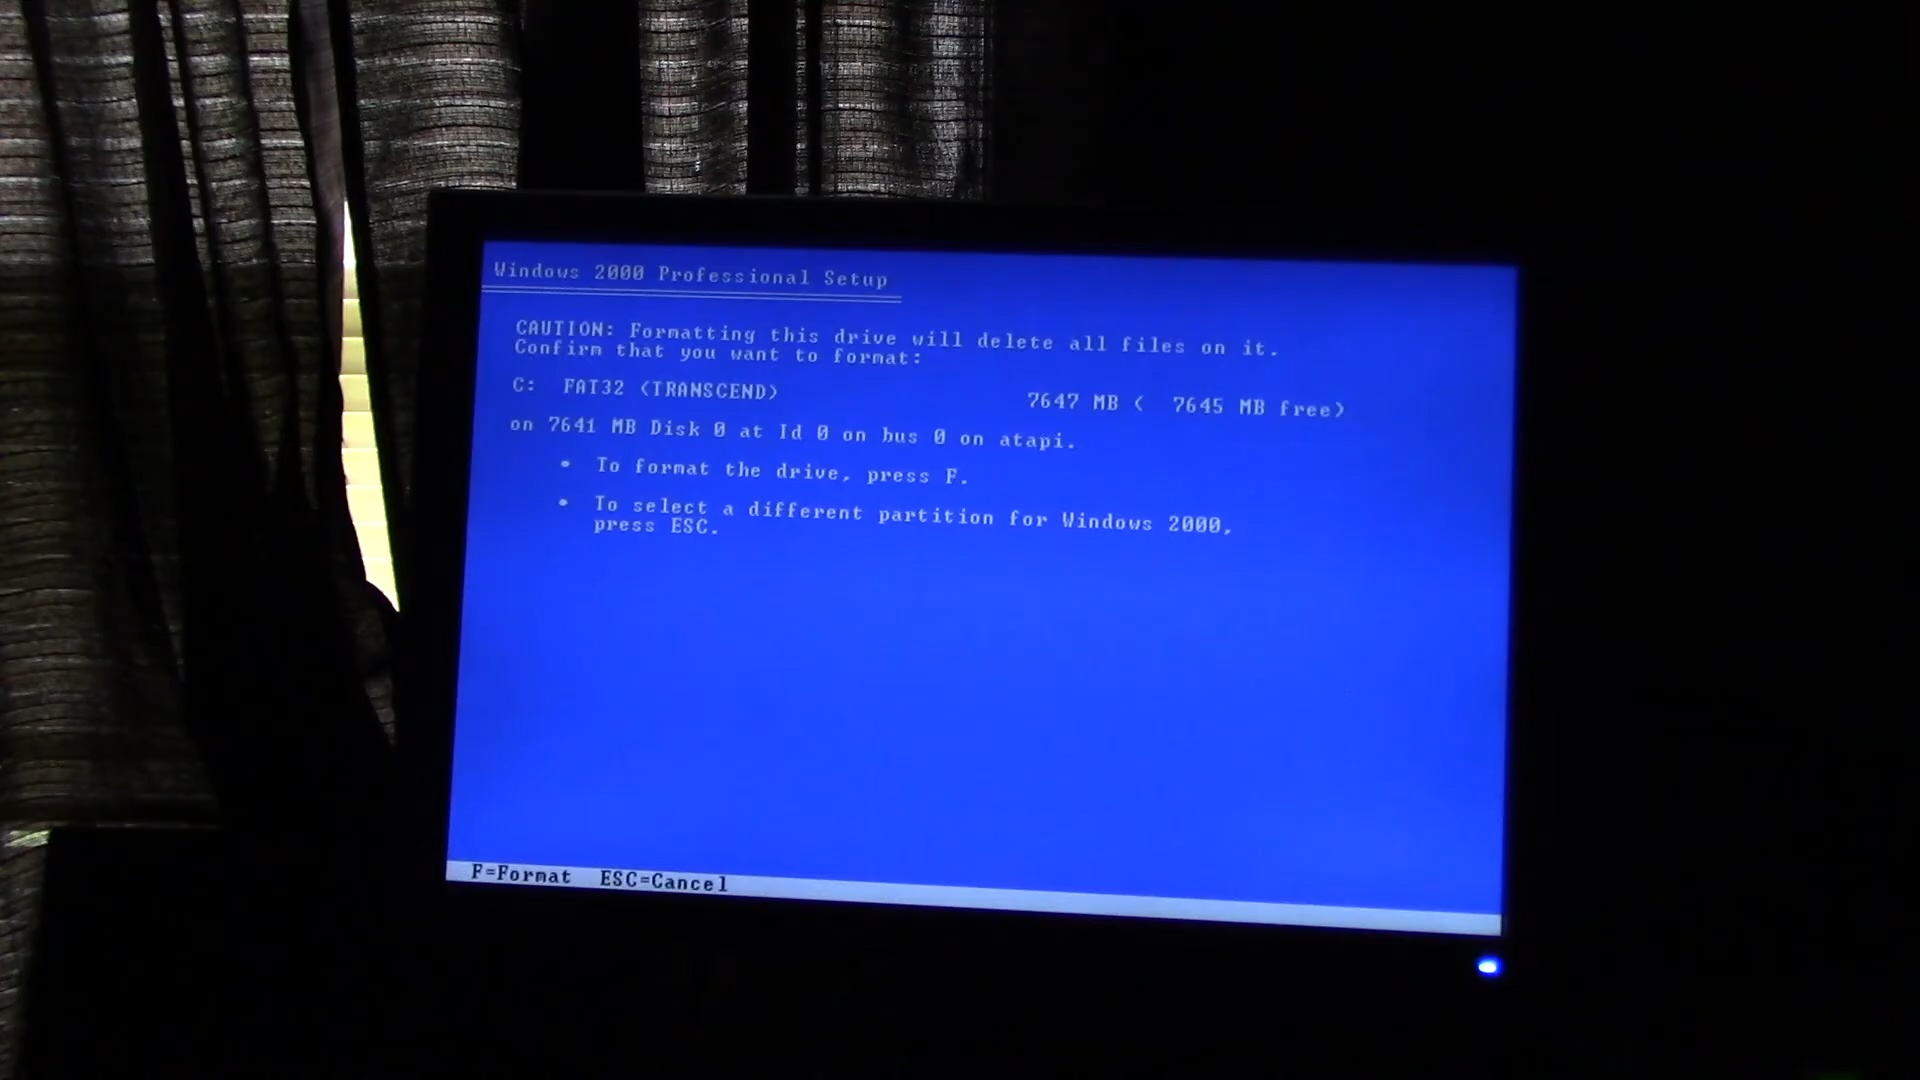 Windows 2000 Professional Setup
CAUTION: Formatting this drive will delete all files on it.
Confirm that you want to format:
C: FAT32 (TRANSCEND) 7647 MB ( 7645 MB free)
on 7641 MB Disk 0 at Id 0 on bus 0 on atapi.
• To format the drive, press F.
• To select a different partition for Windows 2000,
press ESC.
F=Format ESC=Cancel